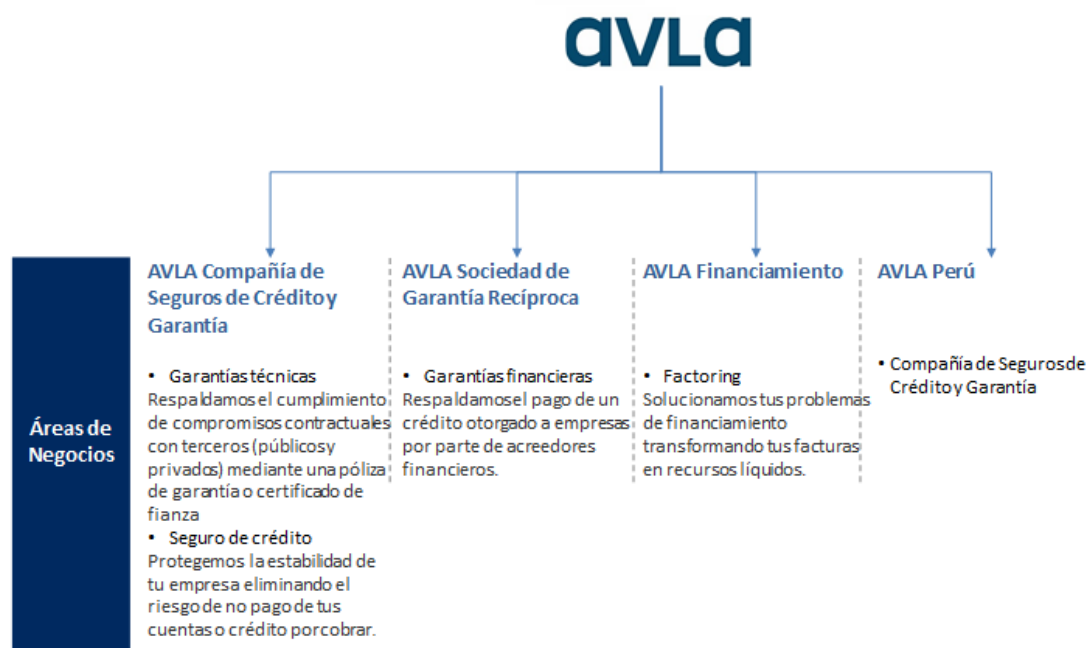 avla
AVLA Compañía de
Seguros de Crédito y
Garantía
• Garantías técnicas
Respaldamos el cumplimiento
de compromisos contractuales
con terceros (públicos y
privados) mediante una póliza
de garantía o certificado de
fianza
• Seguro de crédito
Protegemos la estabilidad de
tu empresa eliminando el
riesgo de no pago de tus
cuentas o crédito por cobrar.
AVLA Sociedad de
Garantía Recíproca
• Garantías financieras
Respaldamos el pago de un
crédito otorgado a empresas
por parte de acreedores
financieros.
AVLA Financiamiento
• Factoring
Solucionamos tus problemas
de financiamiento
transformando tus facturas
en recursos líquidos.
AVLA Perú
• Compañía de Seguros de
Crédito y Garantía
Áreas de
Negocios